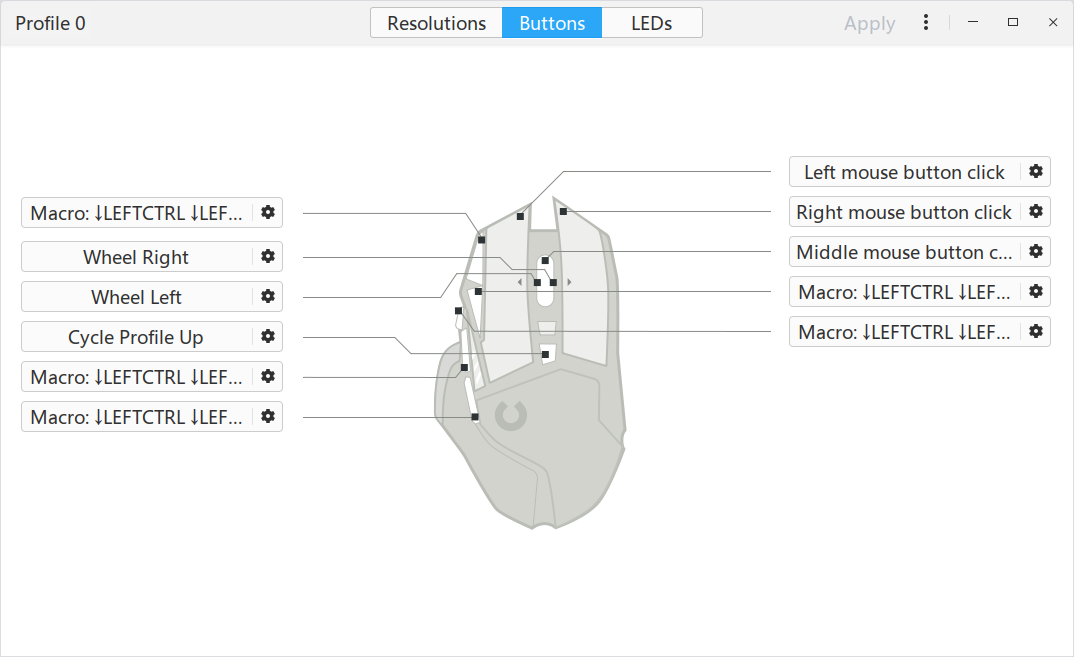 Profile 0
Resolutions
Buttons
LEDs
Apply
Macro: ↓LEFTCTRL ↓LEF...
Wheel Right
Wheel Left
Cycle Profile Up
Macro: ↓LEFTCTRL ↓LEF...
Macro: ↓LEFTCTRL ↓LEF...
Left mouse button click
Right mouse button click
Middle mouse button c...
Macro: ↓LEFTCTRL ↓LEF...
Macro: ↓LEFTCTRL ↓LEF...